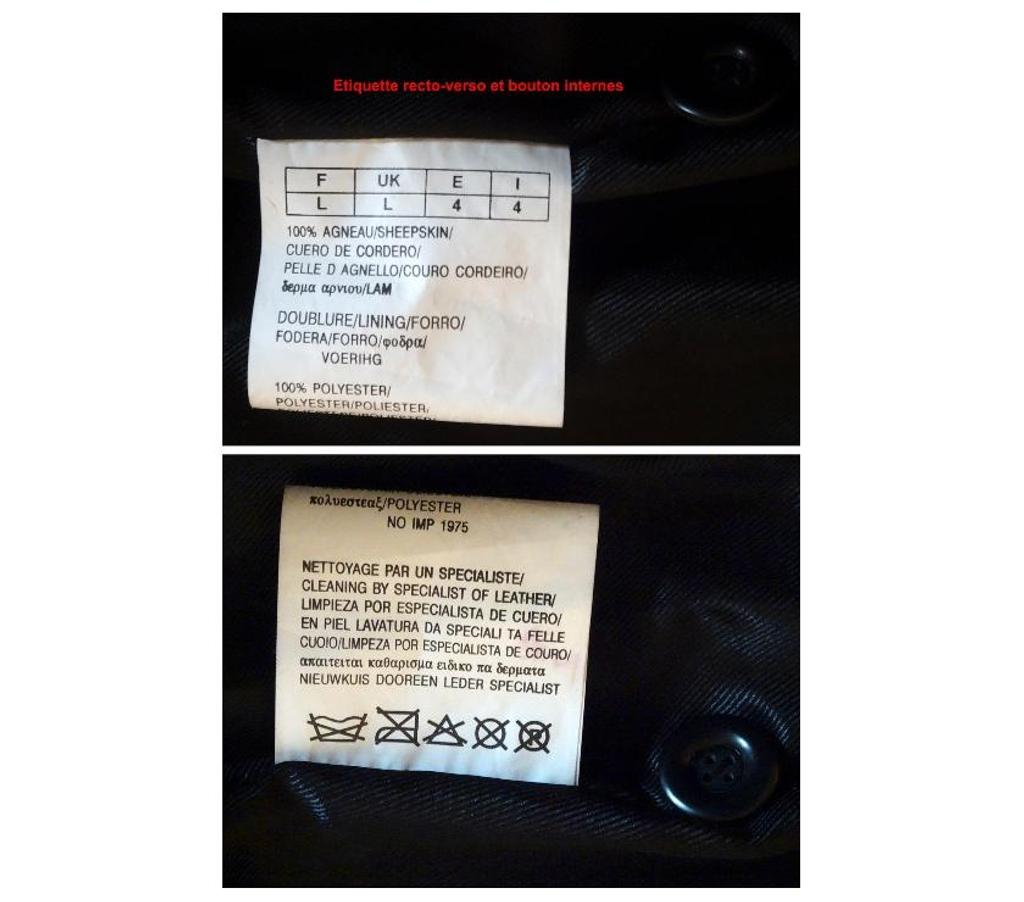 Etiquette recto-verso et bouton internes
F UK E I
L L 4 4
100% AGNEAU/SHEEPSKIN/
CUERO DE CORDERO/
PELLE D AGNELLO/COURO CORDEIRO/
δερμα αρνιου/LAM
DOUBLURE/LINING/FORRO/
FODERA/FORRO/φοδρα/
VOERIHG
100% POLYESTER/
POLYESTER/POLIESTER,
πολυεστεαξ/POLYESTER
NO IMP 1975
NETTOYAGE PAR UN SPECIALISTE/
CLEANING BY SPECIALIST OF LEATHER/
LIMPIEZA POR ESPECIALISTA DE CUERO/
EN PIEL LAVATURA DA SPECIALI TA FELLE
CUOIO/LIMPEZA POR ESPECIALISTA DE COURO/
απαιτειται καθαρισμα ειδικο πα δερματα
NIEUWKUIS DOOREEN LEDER SPECIALIST